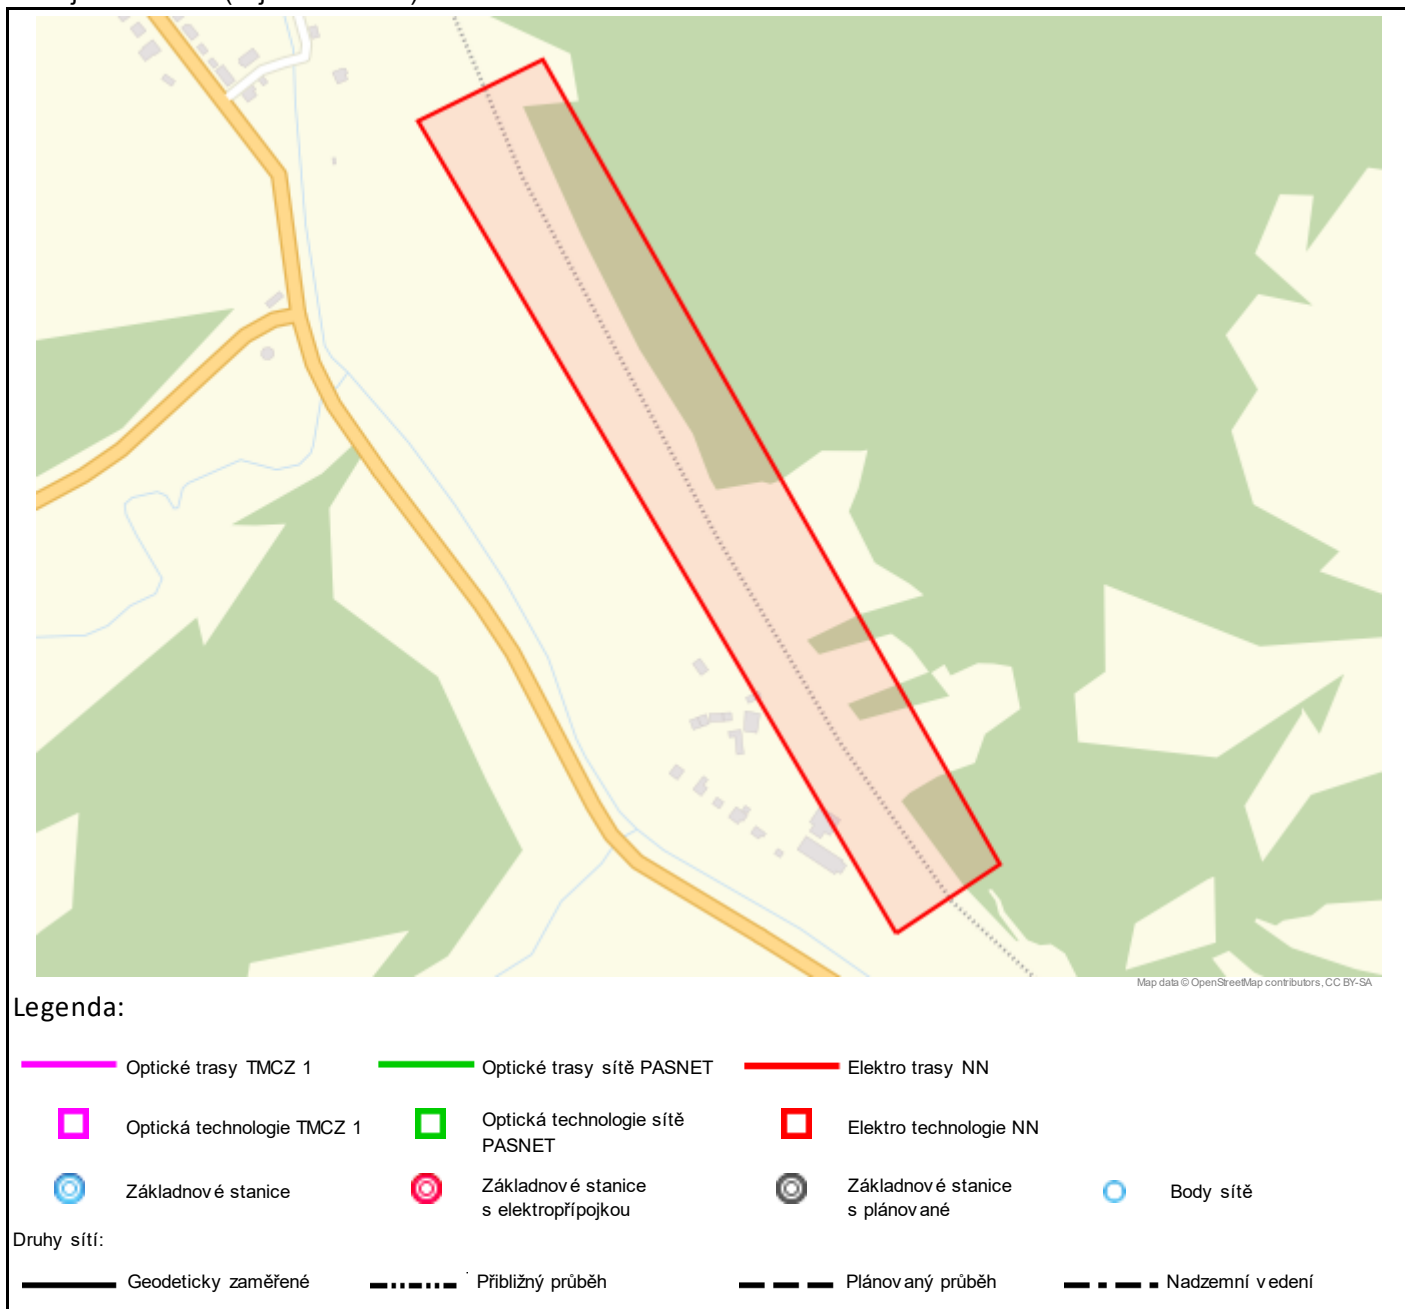 Map data © OpenStreetMap contributors, CC BY-SA
Legenda:
Optické trasy TMCZ 1
Optické trasy sítě PASNET
Elektro trasy NN
Optická technologie TMCZ 1
Optická technologie sítě
PASNET
Elektro technologie NN
Základnové stanice
Základnové stanice
s elektropřípojkou
Základnové stanice
s plánované
Body sítě
Druhy sítí:
Geodeticky zaměřené
Přibližný průběh
Plánovaný průběh
Nadzemní vedení